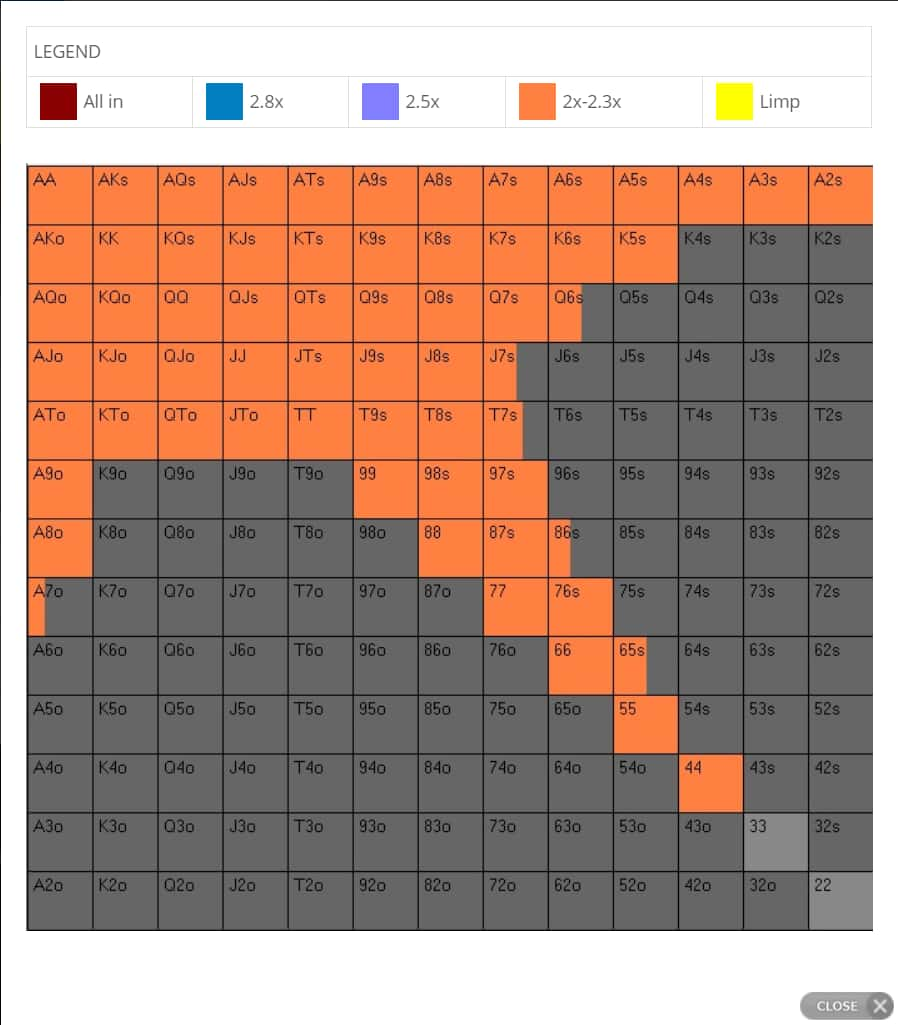 LEGEND
All in 2.8x 2.5x 2x-2.3x Limp
AA AKs AQs AJs ATs A9s A8s A7s A6s A5s A4s A3s A2s
AKo KK KQs KJs KTs K9s K8s K7s K6s K5s K4s K3s K2s
AQo KQo QQ QJs QTs Q9s Q8s Q7s Q6s Q5s Q4s Q3s Q2s
AJo KJo QJo JJ JTs J9s J8s J7s J6s J5s J4s J3s J2s
ATo KTo QTo JTo TT T9s T8s T7s T6s T5s T4s T3s T2s
A9o K9o Q9o J9o T9o 99 98s 97s 96s 95s 94s 93s 92s
A8o K8o Q8o J8o T8o 98o 88 87s 86s 85s 84s 83s 82s
A7o K7o Q7o J7o T7o 97o 87o 77 76s 75s 74s 73s 72s
A6o K6o Q6o J6o T6o 96o 86o 76o 66 65s 64s 63s 62s
A5o K5o Q5o J5o T5o 95o 85o 75o 65o 55 54s 53s 52s
A4o K4o Q4o J4o T4o 94o 84o 74o 64o 54o 44 43s 42s
A3o K3o Q3o J3o T3o 93o 83o 73o 63o 53o 43o 33 32s
A2o K2o Q2o J2o T2o 92o 82o 72o 62o 52o 42o 32o 22
CLOSE